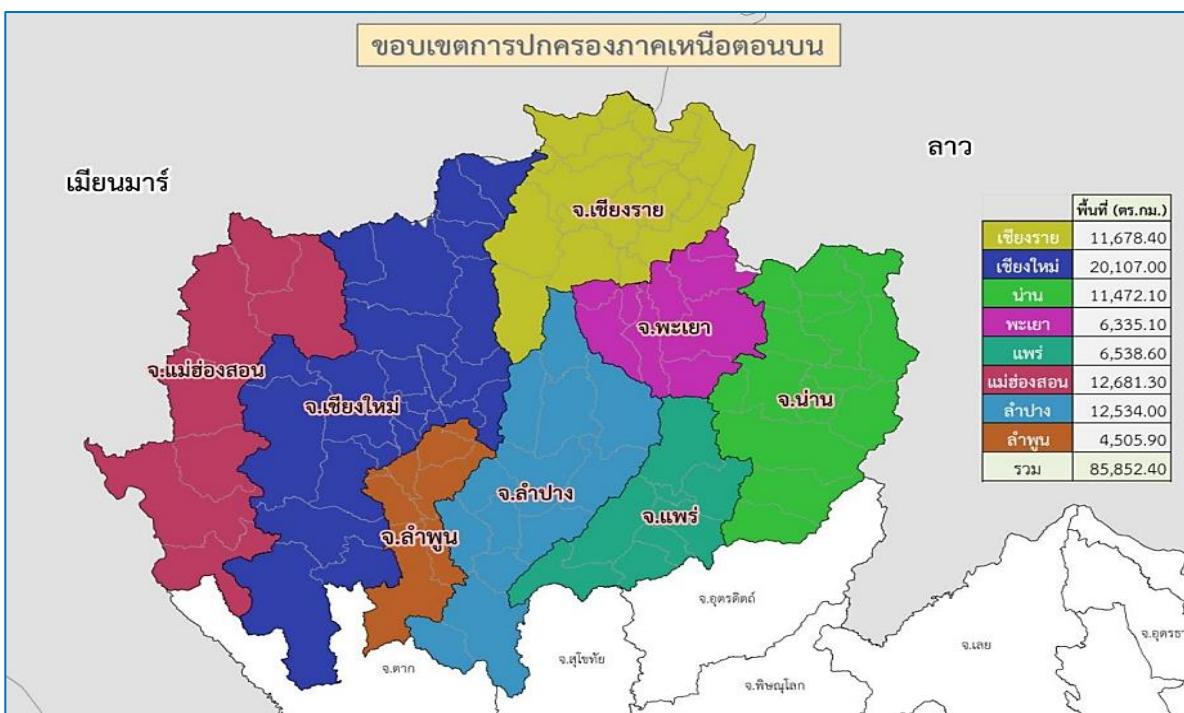 ขอบเขตการปกครองภาคเหนือตอนบน
ลาว
เมียนมาร์
จ.เชียงราย
พื้นที่ (ตร.กม.)
เชียงราย 11,678.40
เชียงใหม่ 20,107.00
น่าน 11,472.10
พะเยา 6,335.10
แพร่ 6,538.60
แม่ฮ่องสอน 12,681.30
ลำปาง 12,534.00
ลำพูน 4,505.90
รวม 85,852.40
จ.พะเยา
จ.แม่ฮ่องสอน
จ.เชียงใหม่
จ.น่าน
จ.ลำปาง
จ.แพร่
จ.ลำพูน
จ.อุตรดิตถ์
จ.อุดรธา
จ.เลย
จ.สุโขทัย
จ.ตาก
จ.พิษณุโลก